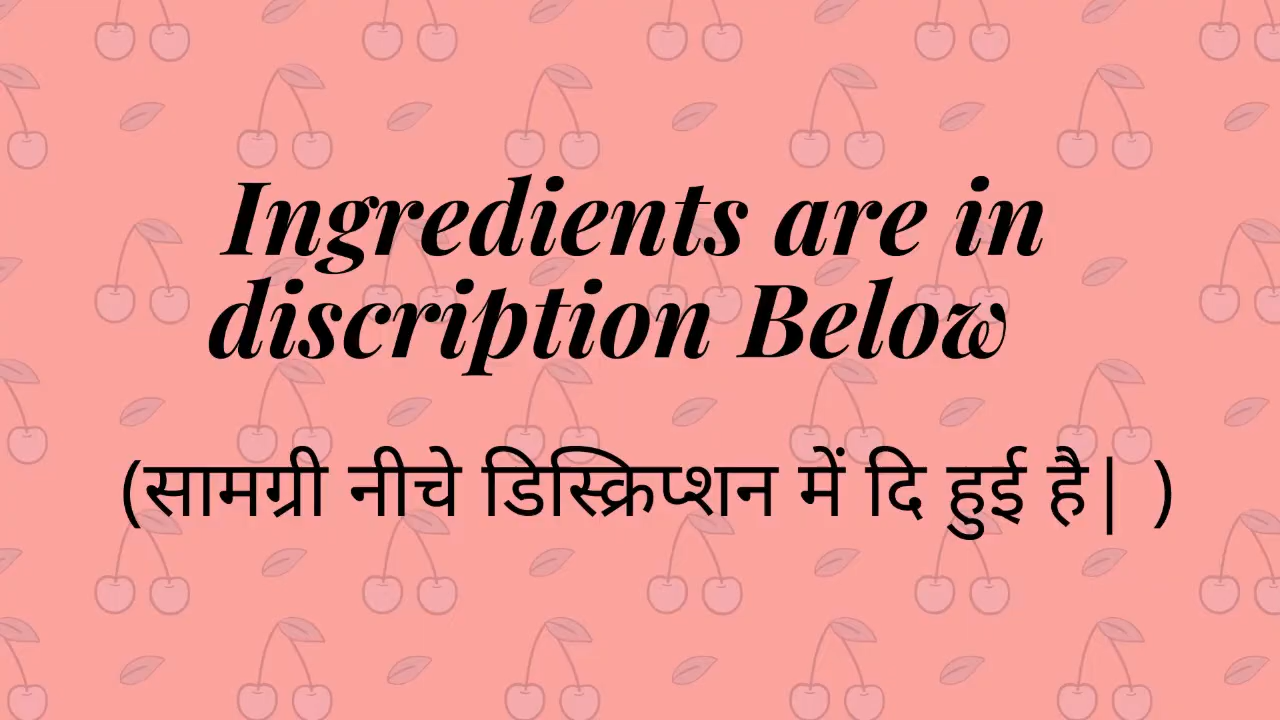 Ingredients are in
discription Below
(सामग्री नीचे डिस्क्रिप्शन में दि हुई है| )